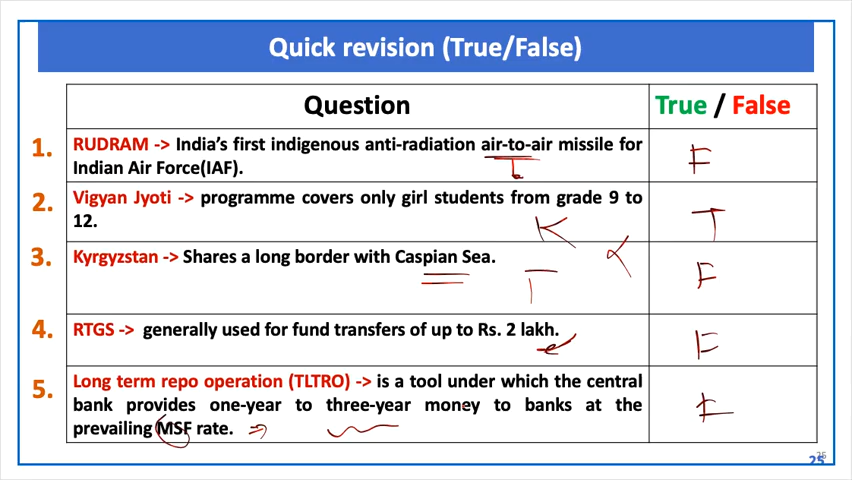 Quick revision (True/False)
Question True / False
1. RUDRAM -> India's first indigenous anti-radiation air-to-air missile for
Indian Air Force(IAF).
F
2. Vigyan Jyoti -> programme covers only girl students from grade 9 to
12.
T
K
3. Kyrgyzstan -> Shares a long border with Caspian Sea.
F
4. RTGS -> generally used for fund transfers of up to Rs. 2 lakh.
F
5. Long term repo operation (TLTRO) -> is a tool under which the central
bank provides one-year to three-year money to banks at the
prevailing MSF rate.
F
25